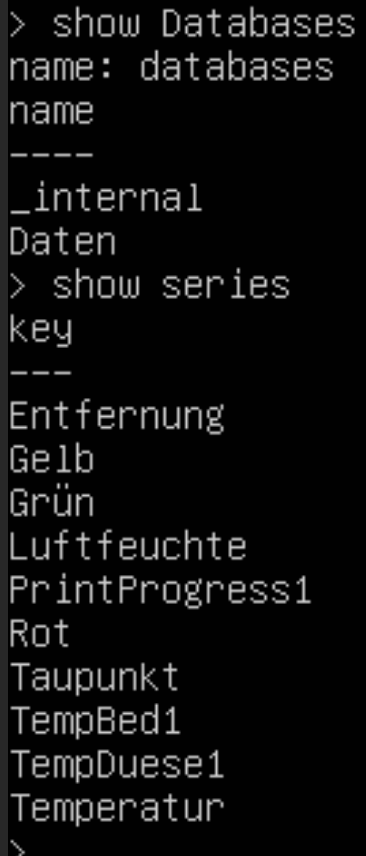 > show Databases
name: databases
name
----
_internal
Daten
> show series
key
---
Entfernung
Gelb
Grün
Luftfeuchte
PrintProgress1
Rot
Taupunkt
TempBed1
TempDuese1
Temperatur
>